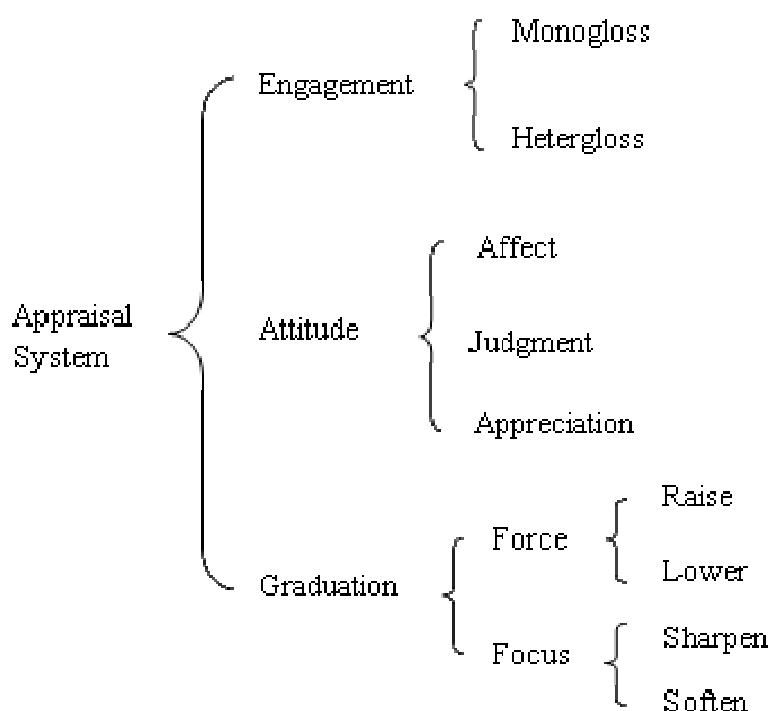 Monogloss
Engagement
Hetergloss
Affect
Appraisal
System
Attitude
Judgment
Appreciation
Raise
Force
Lower
Graduation
Sharpen
Focus
Soften